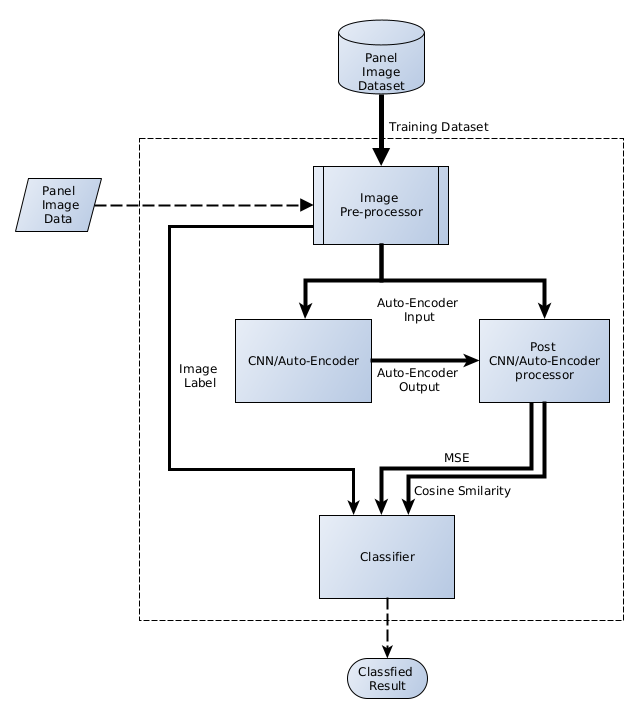 Panel
Image
Dataset
Training Dataset
Panel
Image
Data
Image
Pre-processor
Auto-Encoder
Input
CNN/Auto-Encoder
Post
CNN/Auto-Encoder
processor
Image
Label
Auto-Encoder
Output
MSE
Cosine Smilarity
Classifier
Classfied
Result